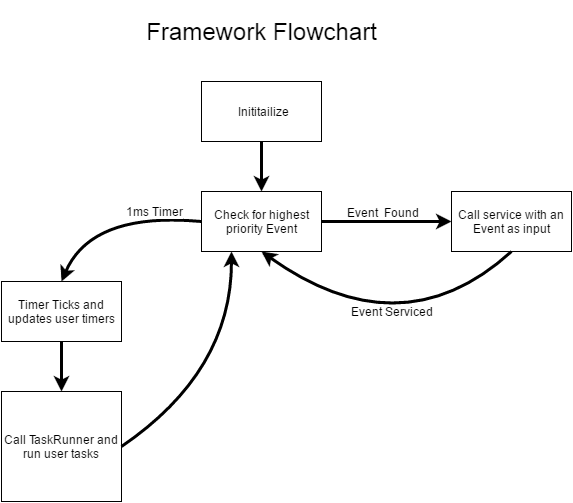 Framework Flowchart
Inititailize
1ms Timer
Check for highest
priority Event
Event Found
Call service with an
Event as input
Timer Ticks and
updates user timers
Event Serviced
Call TaskRunner and
run user tasks